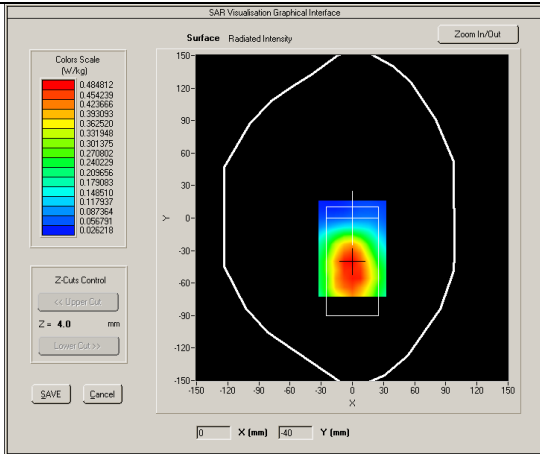 SAR Visualisation Graphical Interface
Surface Radiated Intensity
Zoom In/Out
Colors Scale
(W/kg)
0.484812
0.454239
0.423666
0.393093
0.362520
0.331948
0.301375
0.270802
0.240229
0.209656
0.179083
0.148510
0.117937
0.087364
0.056791
0.026218
Z-Cuts Control
<< Upper Cut
Z = 4.0 mm
Lower Cut >>
SAVE
Cancel
150-
120-
90-
60-
30-
0-
-30-
-60-
-90-
-120-
-150-
Y
-150 -120 -90 -60 -30 0 30 60 90 120 150
X
0 X (mm) -40 Y (mm)